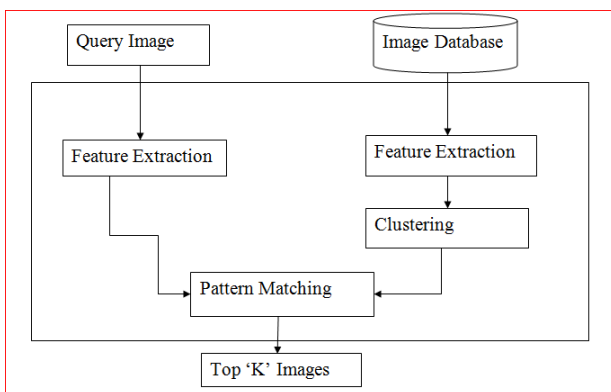 Query Image
Image Database
Feature Extraction
Feature Extraction
Clustering
Pattern Matching
Top ‘K’ Images